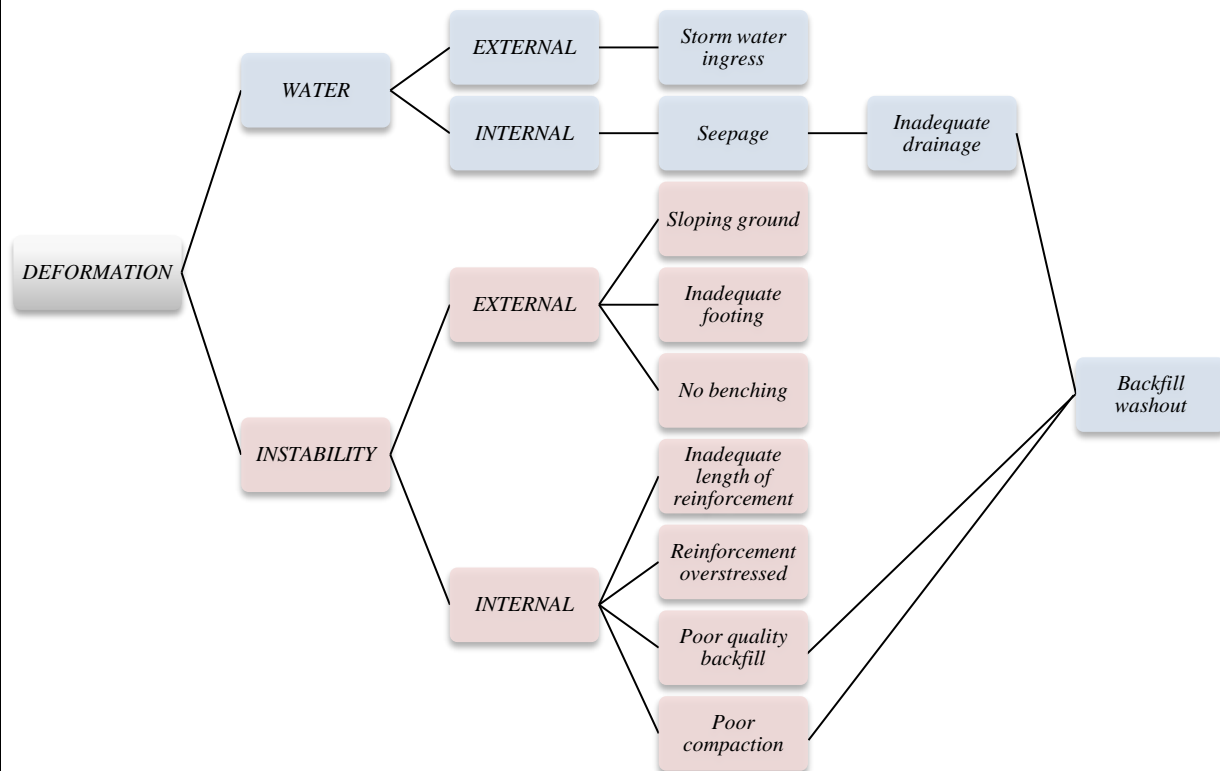 DEFORMATION
WATER
EXTERNAL
Storm water
ingress
INTERNAL
Seepage
Inadequate
drainage
INSTABILITY
EXTERNAL
Sloping ground
Inadequate
footing
No benching
INTERNAL
Inadequate
length of
reinforcement
Reinforcement
overstressed
Poor quality
backfill
Poor
compaction
Backfill
washout